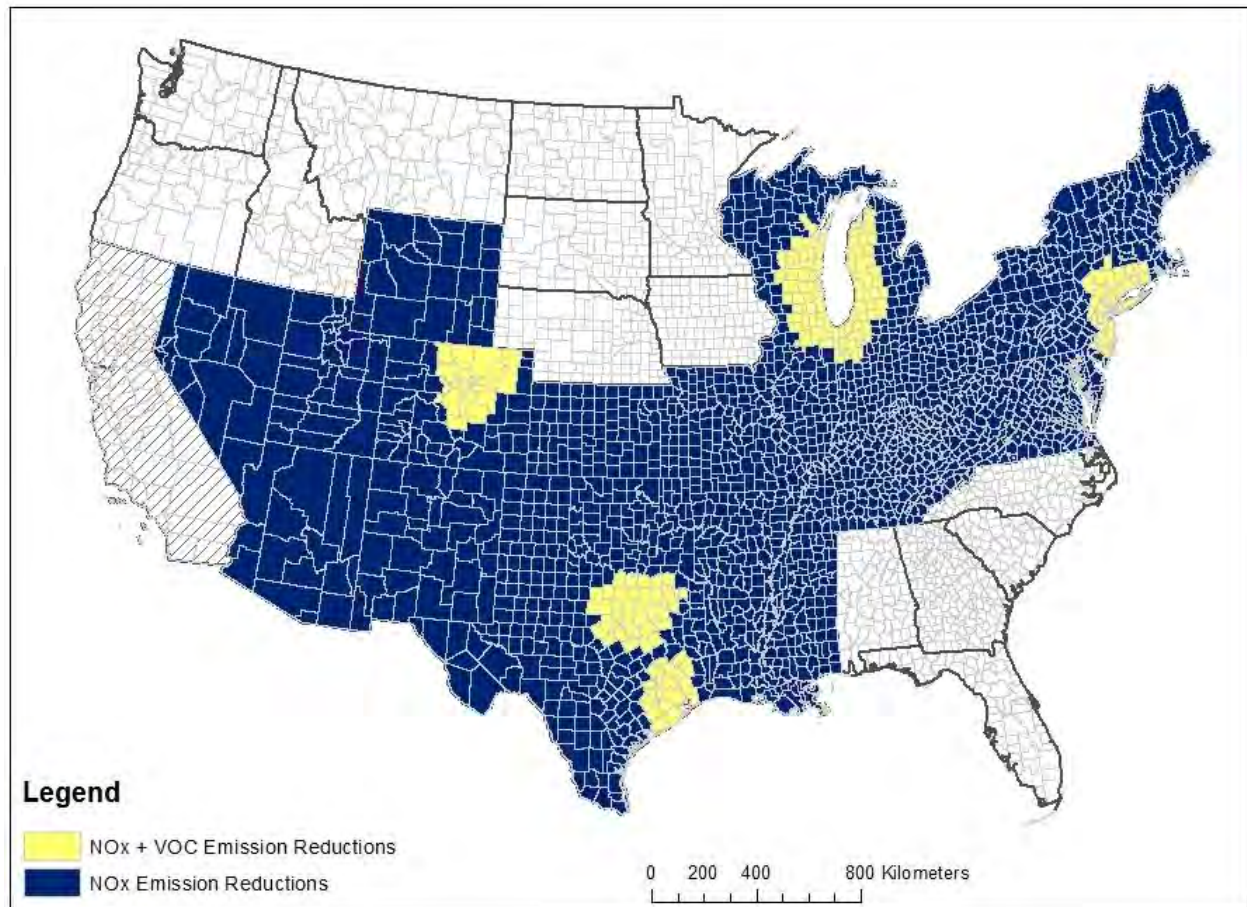 Legend
NOx + VOC Emission Reductions
NOx Emission Reductions
0 200 400 800 Kilometers